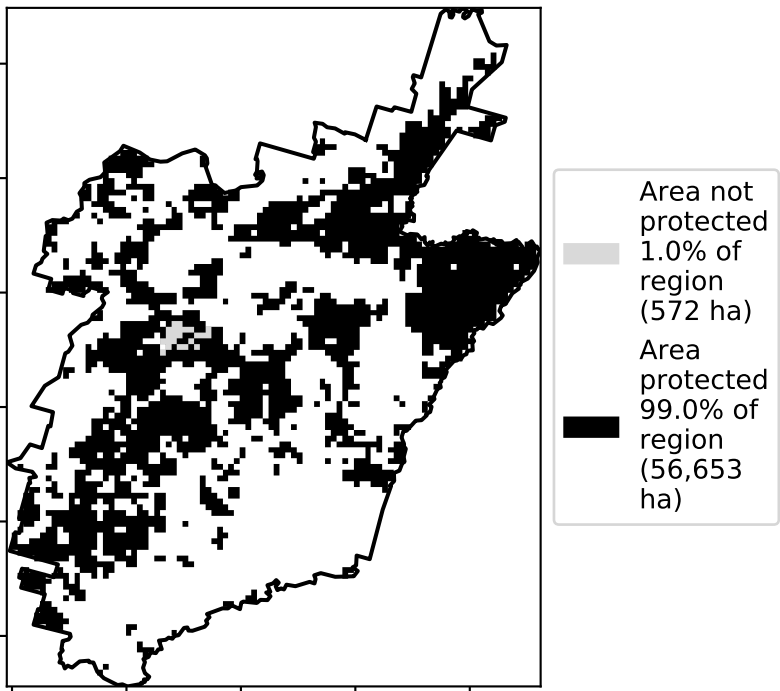 Area not
protected
1.0% of
region
(572 ha)
Area
protected
99.0% of
region
(56,653
ha)